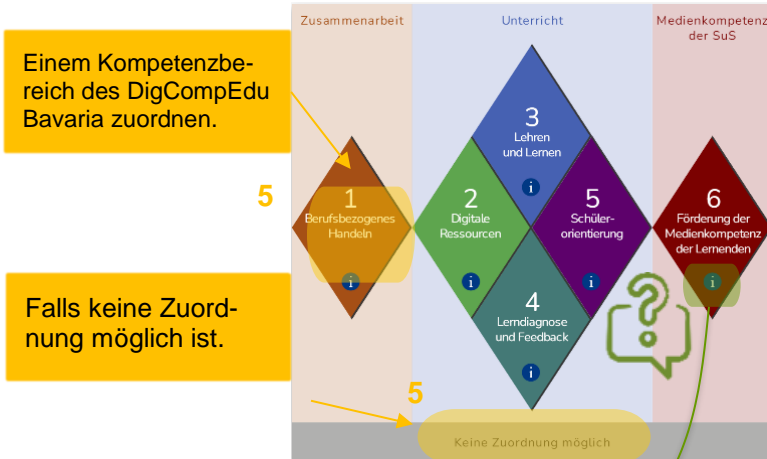 Zusammenarbeit
Unterricht
Medienkompetenz
der SuS
Einem Kompetenzbe-
reich des DigCompEdu
Bavaria zuordnen.
5
1
Berufsbezogenes
Handeln
i
2
Digitale
Ressourcen
i
3
Lehren
und Lernen
i
5
Schüler-
orientierung
i
6
Förderung der
Medienkompetenz
der Lernenden
i
4
Lerndiagnose
und Feedback
i
?
Falls keine Zuord-
nung möglich ist.
5
Keine Zuordnung möglich